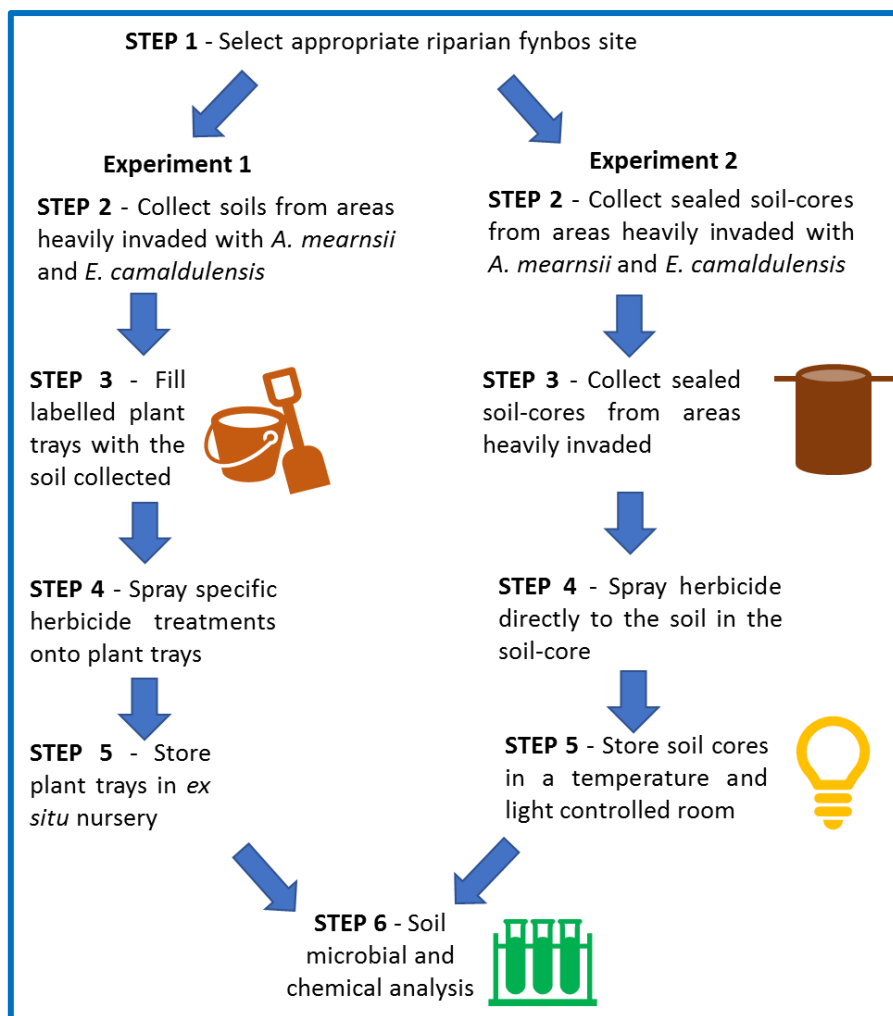 STEP 1 - Select appropriate riparian fynbos site
Experiment 1
STEP 2 - Collect soils from areas
heavily invaded with A. mearnsii
and E. camaldulensis
STEP 3 - Fill
labelled plant
trays with the
soil collected
STEP 4 - Spray specific
herbicide treatments
onto plant trays
STEP 5 - Store
plant trays in ex
situ nursery
Experiment 2
STEP 2 - Collect sealed soil-cores
from areas heavily invaded with
A. mearnsii and E. camaldulensis
STEP 3 - Collect sealed
soil-cores from areas
heavily invaded
STEP 4 - Spray herbicide
directly to the soil in the
soil-core
STEP 5 - Store soil cores
in a temperature and
light controlled room
STEP 6 - Soil
microbial and
chemical analysis